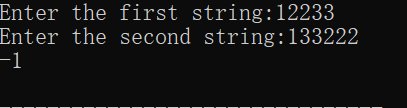 Enter the first string:12233
Enter the second string:133222
-1
--------------------------------